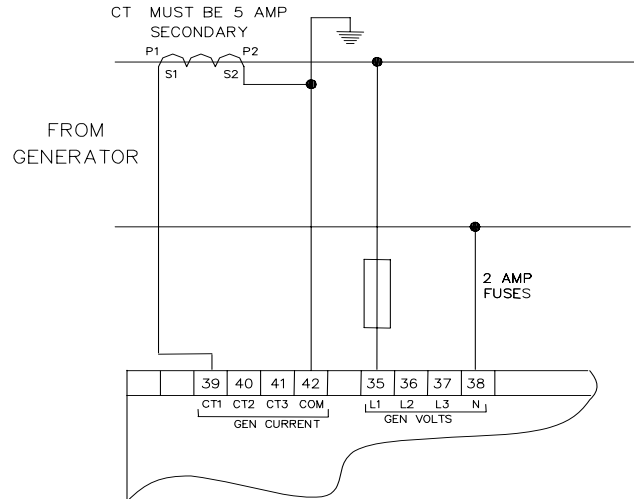 CT MUST BE 5 AMP
SECONDARY
P1 P2
S1 S2
FROM
GENERATOR
2 AMP
FUSES
39 40 41 42 35 36 37 38
CT1 CT2 CT3 COM L1 L2 L3 N
GEN CURRENT GEN VOLTS